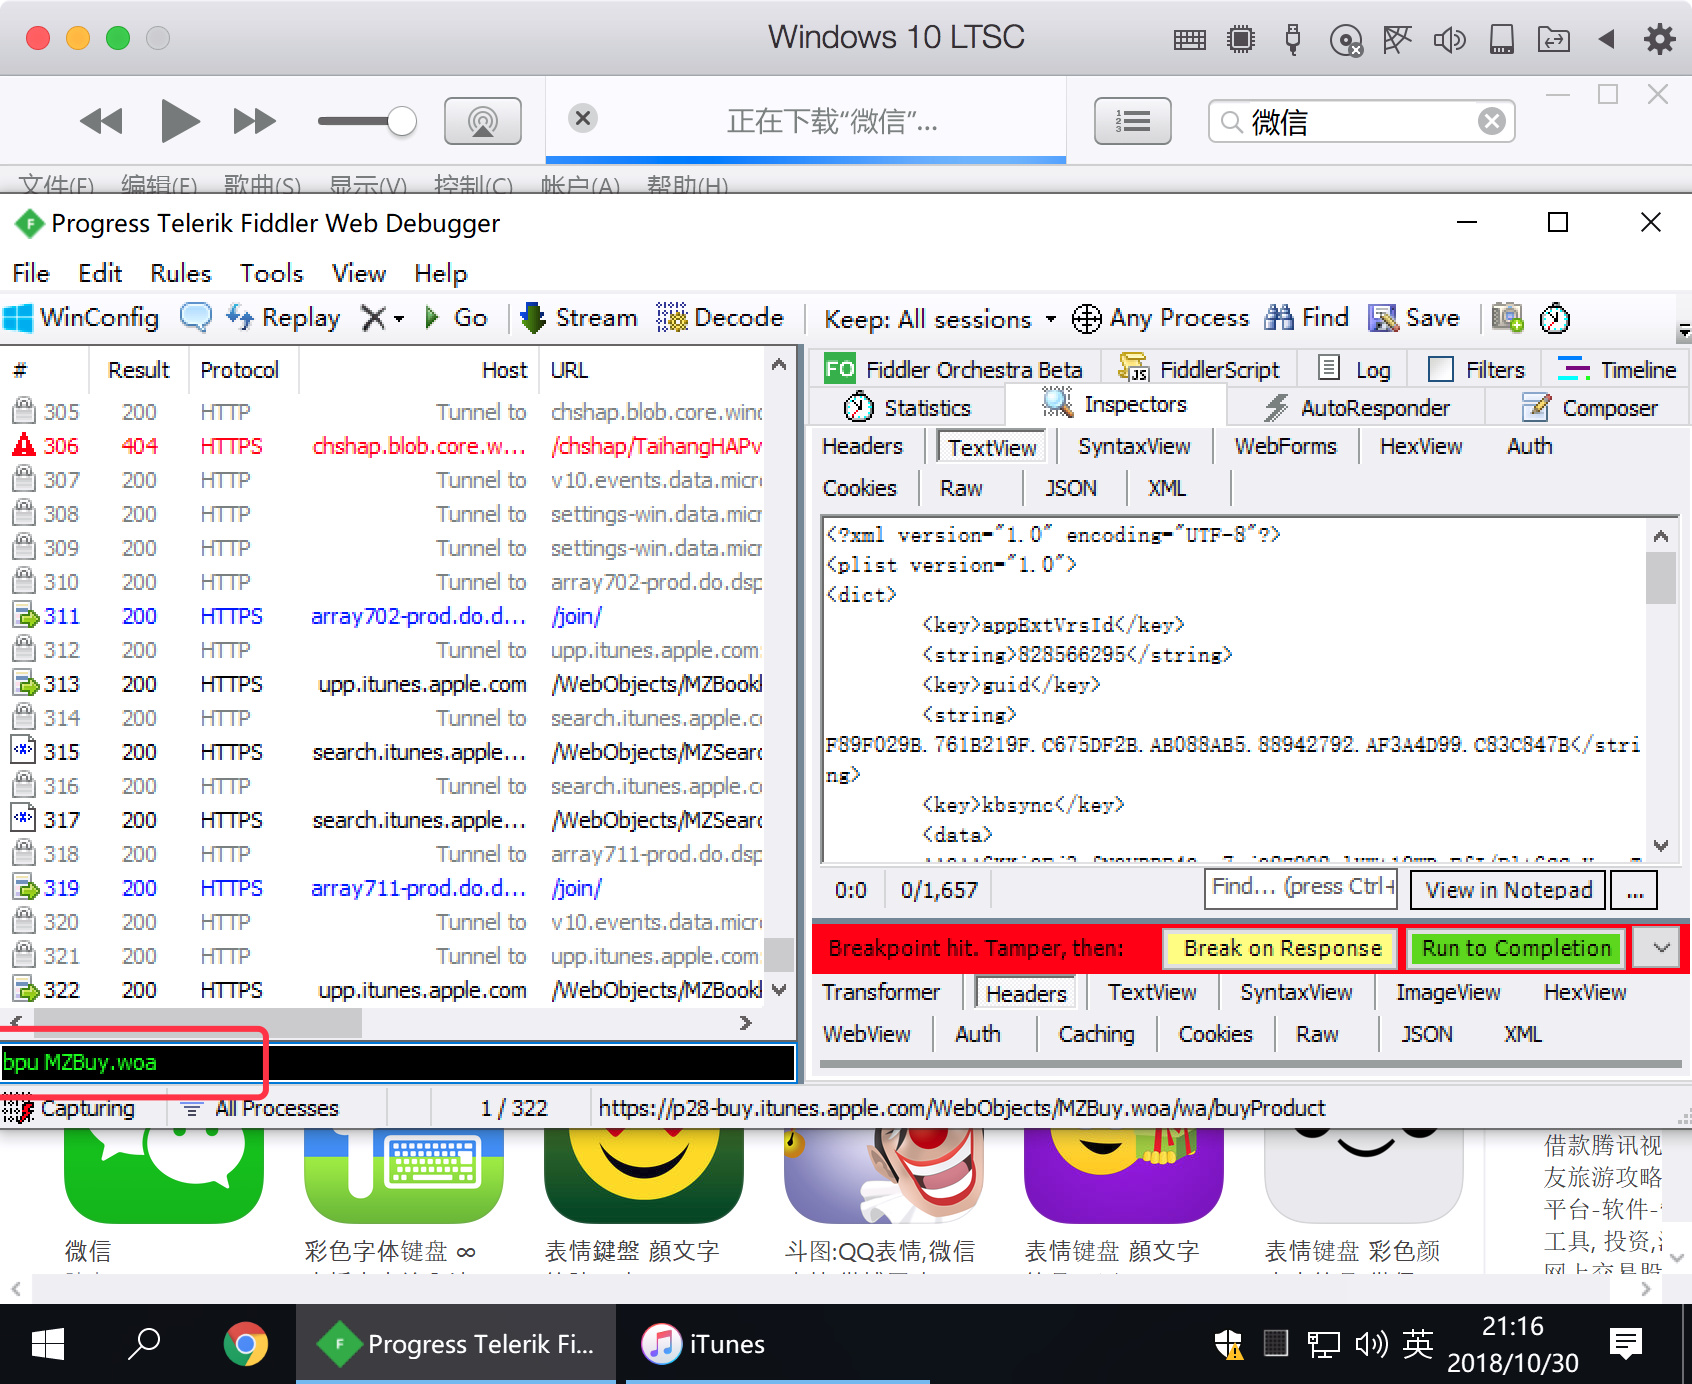 Windows 10 LTSC
正在下载“微信”...
微信
文件(F) 编辑(E) 歌曲(S) 显示(V) 控制(C) 帐户(A) 帮助(H)
Progress Telerik Fiddler Web Debugger
File Edit Rules Tools View Help
WinConfig Replay Go Stream Decode Keep: All sessions Any Process Find Save
# Result Protocol Host URL
305 200 HTTP Tunnel to chshap.blob.core.wind
306 404 HTTPS chshap.blob.core.w... /chshap/TaihangHAPv
307 200 HTTP Tunnel to v10.events.data.micr
308 200 HTTP Tunnel to settings-win.data.micr
309 200 HTTP Tunnel to settings-win.data.micr
310 200 HTTP Tunnel to array702-prod.do.dsp
311 200 HTTPS array702-prod.do.d... /join/
312 200 HTTP Tunnel to upp.itunes.apple.com:
313 200 HTTPS upp.itunes.apple.com /WebObjects/MZBookk
314 200 HTTP Tunnel to search.itunes.apple.c
315 200 HTTPS search.itunes.apple... /WebObjects/MZSearc
316 200 HTTP Tunnel to search.itunes.apple.c
317 200 HTTPS search.itunes.apple... /WebObjects/MZSearc
318 200 HTTP Tunnel to array711-prod.do.dsp
319 200 HTTPS array711-prod.do.d... /join/
320 200 HTTP Tunnel to v10.events.data.micr
321 200 HTTP Tunnel to upp.itunes.apple.com:
322 200 HTTPS upp.itunes.apple.com /WebObjects/MZBookk
bpu MZBuy.woa
Capturing All Processes 1 / 322 https://p28-buy.itunes.apple.com/WebObjects/MZBuy.woa/wa/buyProduct
FO Fiddler Orchestra Beta FiddlerScript Log Filters Timeline
Statistics Inspectors AutoResponder Composer
Headers TextView SyntaxView WebForms HexView Auth
Cookies Raw JSON XML
<?xml version="1.0" encoding="UTF-8"?>
<plist version="1.0">
<dict>
<key>appExtVrsId</key>
<string>828566295</string>
<key>guid</key>
<string>
F89F029B.761B219F.C675DF2B.AB088AB5.88942792.AF3A4D99.C83C847B</stri
ng>
<key>kbsync</key>
<data>
0:0 0/1,657 Find... (press Ctrl+ View in Notepad ...
Breakpoint hit. Tamper, then: Break on Response Run to Completion
Transformer Headers TextView SyntaxView ImageView HexView
WebView Auth Caching Cookies Raw JSON XML
微信 彩色字体键盘 ∞ 表情鍵盤 顔文字 斗图:QQ表情,微信 表情键盘 顔文字 表情键盘 彩色颜
借款腾讯视
友旅游攻略
平台-软件-
工具, 投资,
网上交易股
Progress Telerik Fi... iTunes
英
21:16
2018/10/30